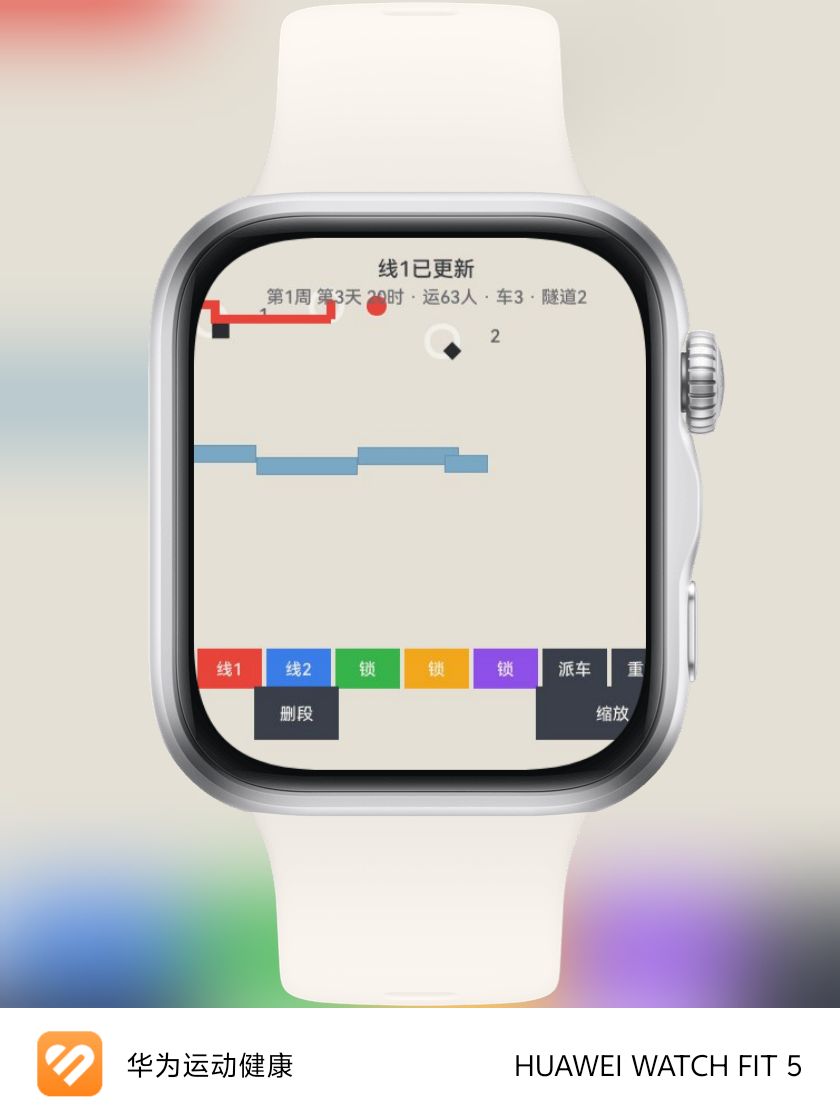 线1已更新
第1周 第3天 20时 · 运63人 · 车3 · 隧道2
1
2
线1 线2 锁 锁 锁 派车 重
删段 缩放
华为运动健康 HUAWEI WATCH FIT 5